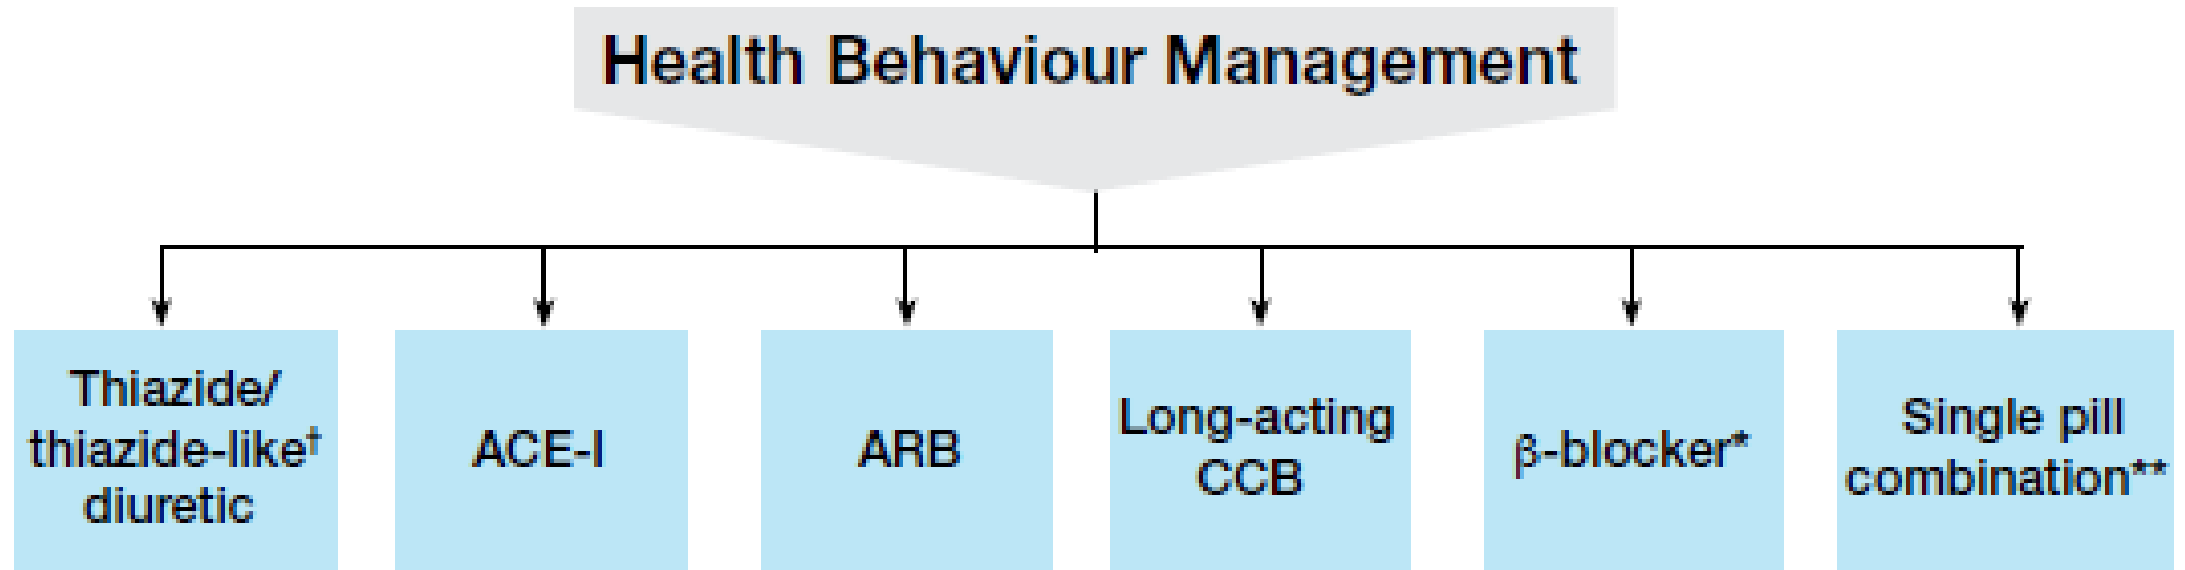 Health Behaviour Management
Thiazide/
thiazide-like†
diuretic
ACE-I
ARB
Long-acting
CCB
β-blocker*
Single pill
combination**